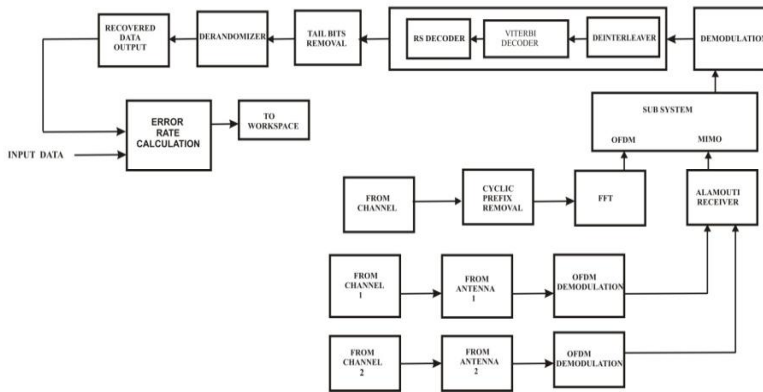 RECOVERED
DATA
OUTPUT
DERANDOMIZER
TAIL BITS
REMOVAL
RS DECODER
VITERBI
DECODER
DEINTERLEAVER
DEMODULATION
SUB SYSTEM
OFDM
MIMO
ERROR
RATE
CALCULATION
TO
WORKSPACE
INPUT DATA
FROM
CHANNEL
CYCLIC
PREFIX
REMOVAL
FFT
ALAMOUTI
RECEIVER
FROM
CHANNEL
1
FROM
ANTENNA
1
OFDM
DEMODULATION
FROM
CHANNEL
2
FROM
ANTENNA
2
OFDM
DEMODULATION